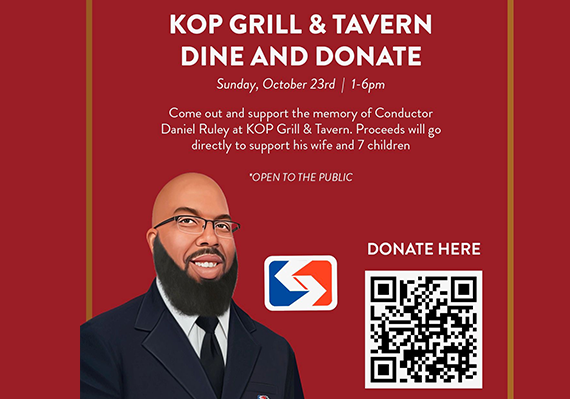 KOP GRILL & TAVERN
DINE AND DONATE
Sunday, October 23rd | 1-6pm
Come out and support the memory of Conductor
Daniel Ruley at KOP Grill & Tavern. Proceeds will go
directly to support his wife and 7 children
*OPEN TO THE PUBLIC
DONATE HERE